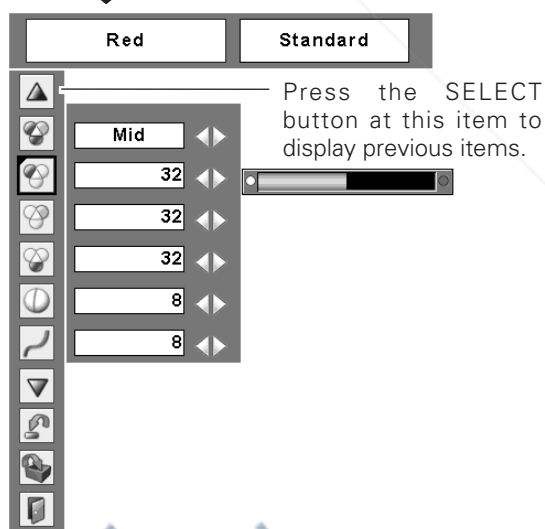 Red Standard
Press the SELECT
button at this item to
display previous items.
Mid
32
32
32
8
8